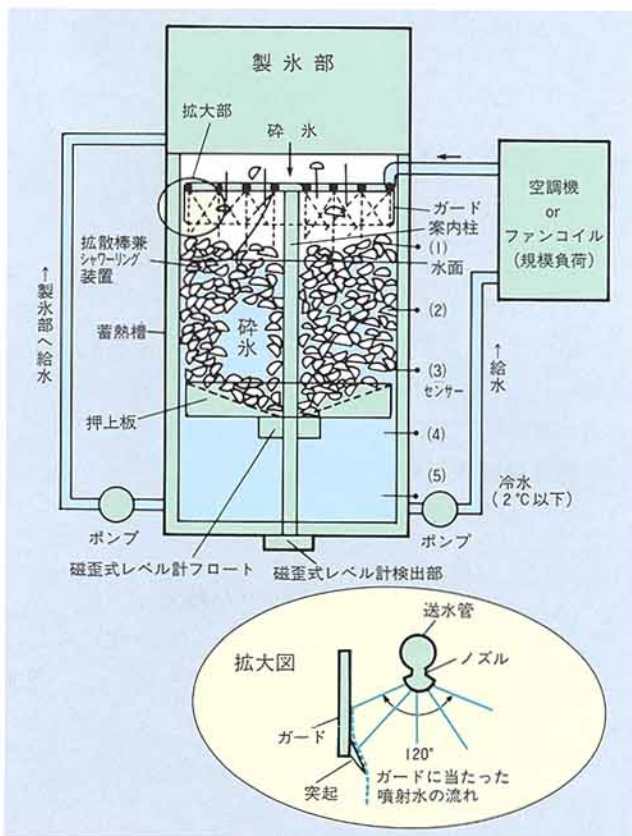 製氷部
拡大部
砕氷
空調機
or
ファンコイル
(規模負荷)
ガード
案内柱
(1)
水面
拡散棒兼
シャワーリング
装置
(2)
↑製氷部へ給水
蓄熱槽
砕氷
(3)
センサー
↑給水
押上板
(4)
(5)
冷水
(2℃以下)
ポンプ
ポンプ
磁歪式レベル計フロート
磁歪式レベル計検出部
送水管
拡大図
ノズル
ガード
120°
突起
ガードに当たった
噴射水の流れ